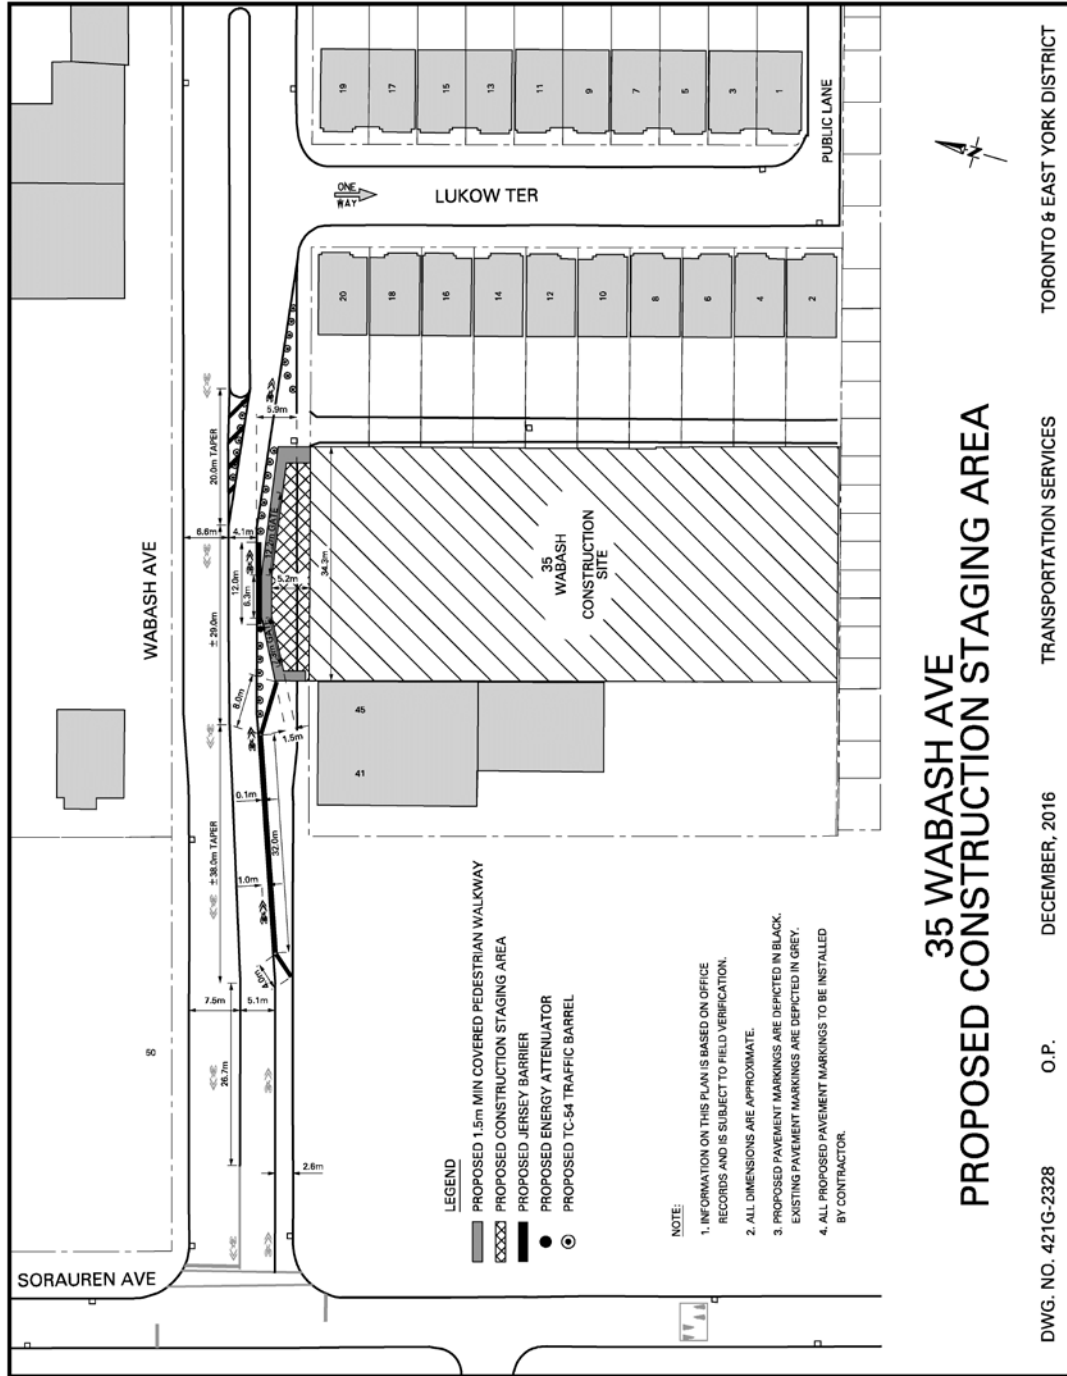 WABASH AVE
SORAUREN AVE
LUKOW TER
ONE
WAY
PUBLIC LANE
50
41
45
35
WABASH
CONSTRUCTION
SITE
20
18
16
14
12
10
8
6
4
2
19
17
15
13
11
9
7
5
3
1
7.5m
5.1m
26.7m
2.6m
±38.0m TAPER
4.0m
1.0m
0.1m
32.0m
1.5m
8.0m
±29.0m
12.0m
6.3m
6.6m
4.1m
5.2m
12.2m GATE
34.3m
20.0m TAPER
5.9m
LEGEND
PROPOSED 1.5m MIN COVERED PEDESTRIAN WALKWAY
PROPOSED CONSTRUCTION STAGING AREA
PROPOSED JERSEY BARRIER
PROPOSED ENERGY ATTENUATOR
PROPOSED TC-54 TRAFFIC BARREL
NOTE:
1. INFORMATION ON THIS PLAN IS BASED ON OFFICE
RECORDS AND IS SUBJECT TO FIELD VERIFICATION.
2. ALL DIMENSIONS ARE APPROXIMATE.
3. PROPOSED PAVEMENT MARKINGS ARE DEPICTED IN BLACK.
EXISTING PAVEMENT MARKINGS ARE DEPICTED IN GREY.
4. ALL PROPOSED PAVEMENT MARKINGS TO BE INSTALLED
BY CONTRACTOR.
N
35 WABASH AVE
PROPOSED CONSTRUCTION STAGING AREA
DWG. NO. 421G-2328 O.P. DECEMBER, 2016 TRANSPORTATION SERVICES TORONTO & EAST YORK DISTRICT